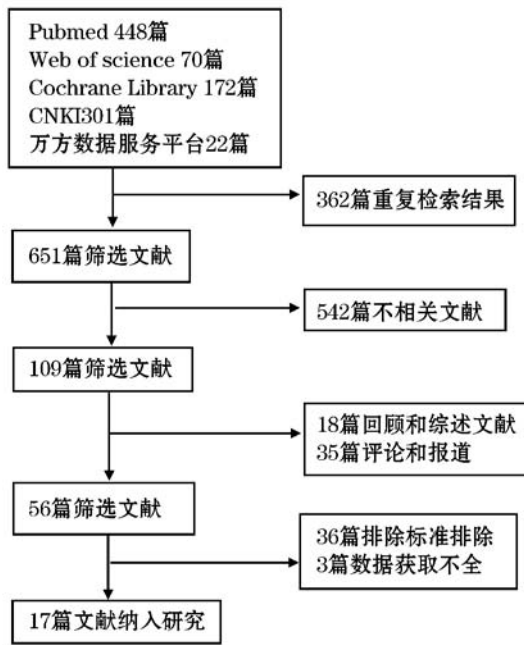 Pubmed 448篇
Web of science 70篇
Cochrane Library 172篇
CNKI301篇
万方数据服务平台22篇
362篇重复检索结果
651篇筛选文献
542篇不相关文献
109篇筛选文献
18篇回顾和综述文献
35篇评论和报道
56篇筛选文献
36篇排除标准排除
3篇数据获取不全
17篇文献纳入研究